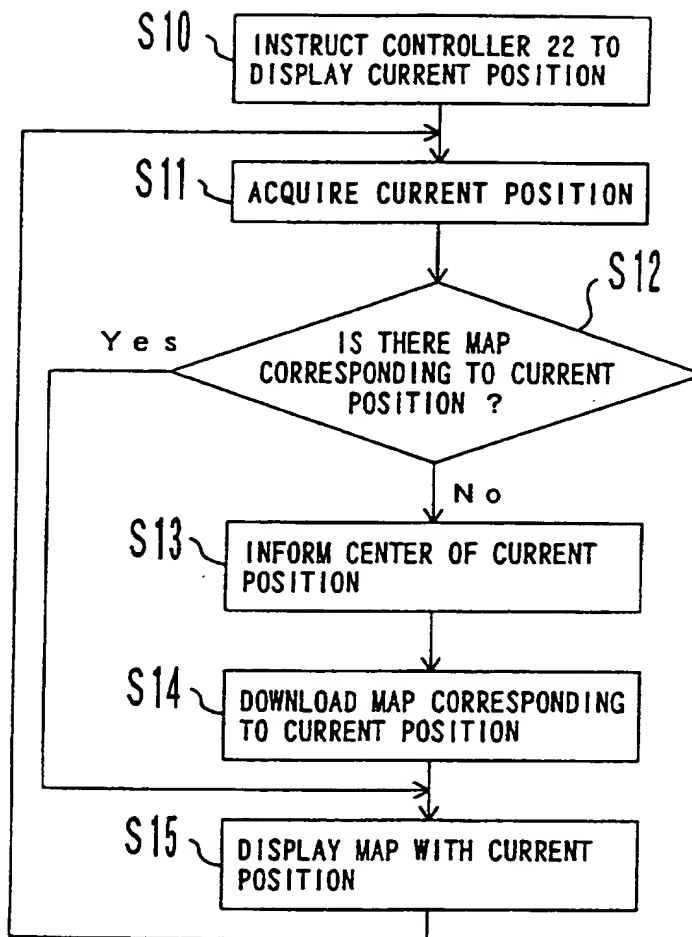 S10
INSTRUCT CONTROLLER 22 TO
DISPLAY CURRENT POSITION
S11
ACQUIRE CURRENT POSITION
S12
Yes
IS THERE MAP
CORRESPONDING TO CURRENT
POSITION ?
No
S13
INFORM CENTER OF CURRENT
POSITION
S14
DOWNLOAD MAP CORRESPONDING
TO CURRENT POSITION
S15
DISPLAY MAP WITH CURRENT
POSITION